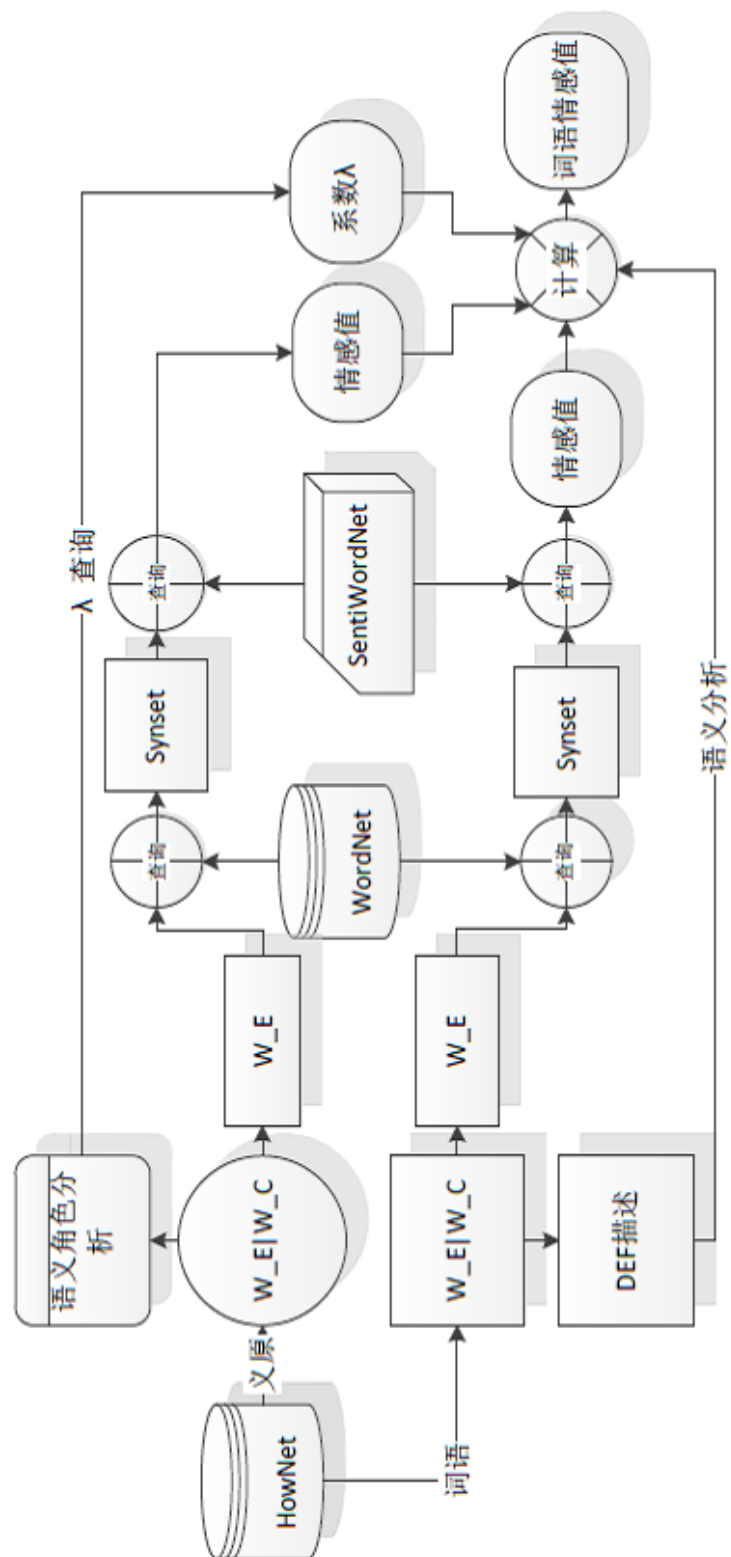 λ 查询
语义角色分
析
系数λ
查询
Synset
查询
情感值
义原
W_E|W_C
W_E
HowNet
WordNet
SentiWordNet
词语
W_E|W_C
W_E
查询
Synset
查询
情感值
计算
词语情感值
DEF描述
语义分析